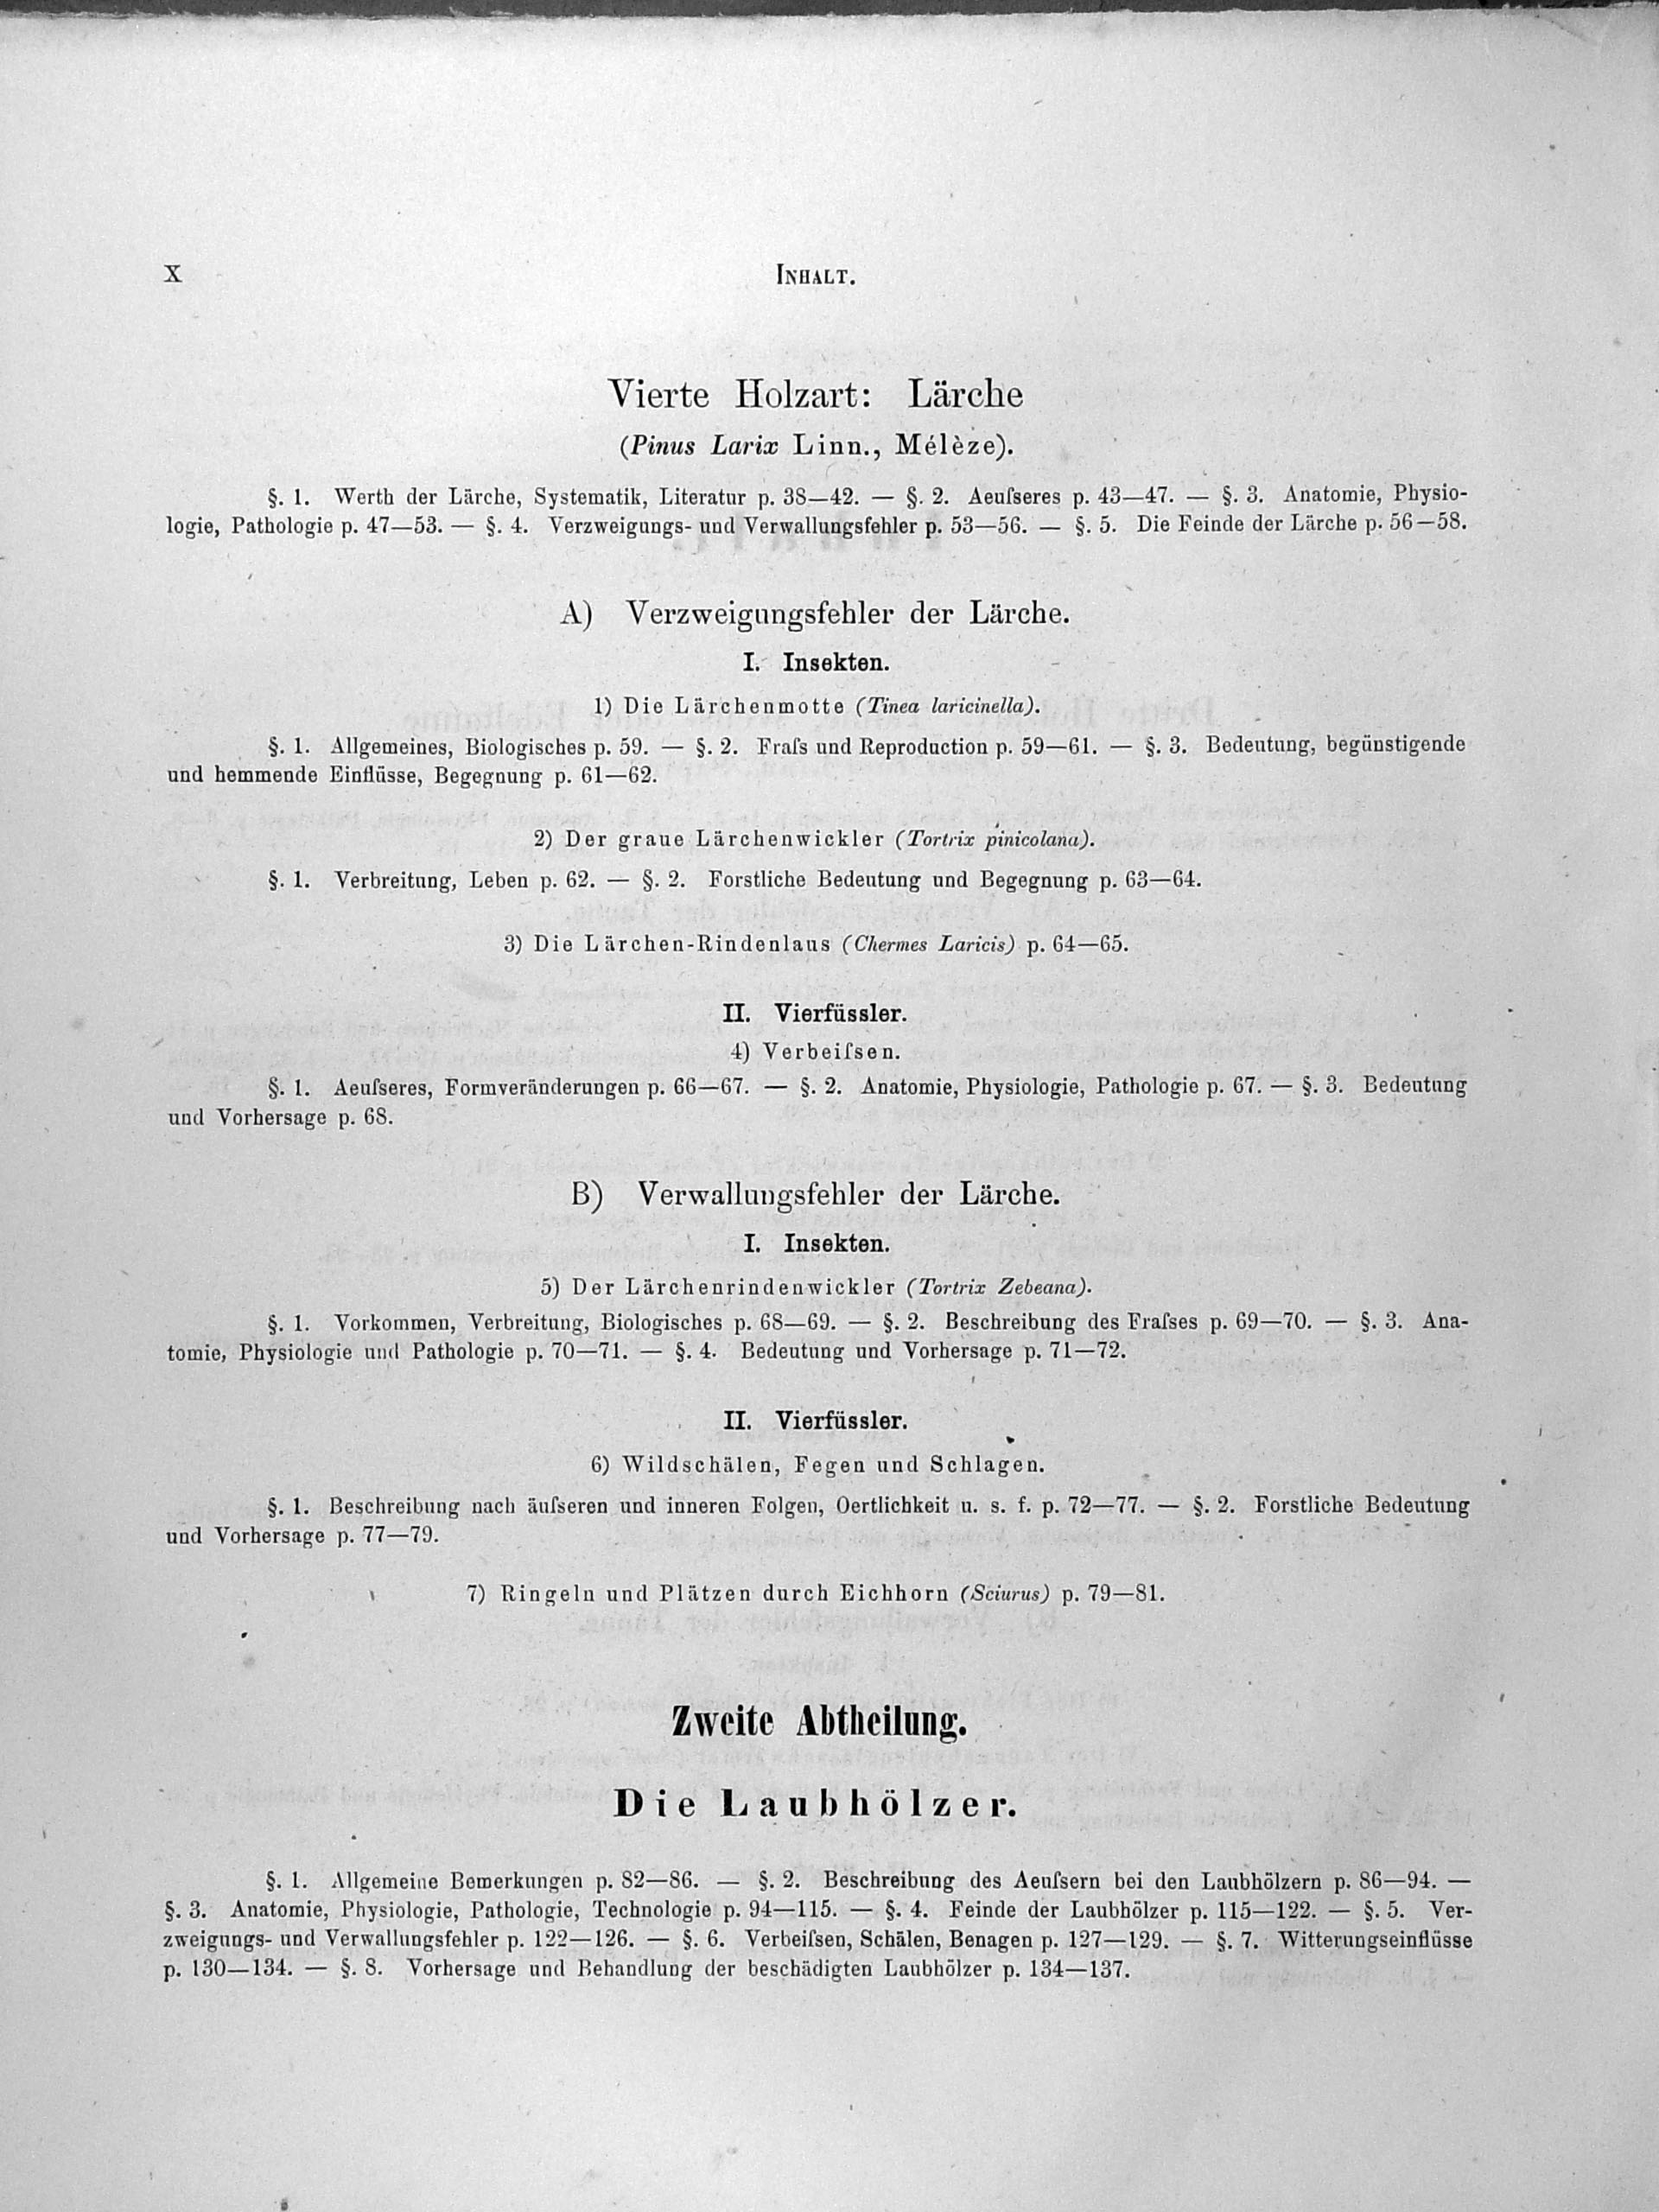 X
INHALT.
Vierte Holzart: Lärche
(Pinus Larix Linn., Mélèze).
§. 1. Werth der Lärche, Systematik, Literatur p. 38—42. — §. 2. Aeuſseres p. 43—47. — §. 3. Anatomie, Physio-
logie, Pathologie p. 47—53. — §. 4. Verzweigungs- und Verwallungsfehler p. 53—56. — §. 5. Die Feinde der Lärche p. 56—58.
A) Verzweigungsfehler der Lärche.
I. Insekten.
1) Die Lärchenmotte (Tinea laricinella).
§. 1. Allgemeines, Biologisches p. 59. — §. 2. Fraſs und Reproduction p. 59—61. — §. 3. Bedeutung, begünstigende
und hemmende Einflüsse, Begegnung p. 61—62.
2) Der graue Lärchenwickler (Tortrix pinicolana).
§. 1. Verbreitung, Leben p. 62. — §. 2. Forstliche Bedeutung und Begegnung p. 63—64.
3) Die Lärchen-Rindenlaus (Chermes Laricis) p. 64—65.
II. Vierfüssler.
4) Verbeiſsen.
§. 1. Aeuſseres, Formveränderungen p. 66—67. — §. 2. Anatomie, Physiologie, Pathologie p. 67. — §. 3. Bedeutung
und Vorhersage p. 68.
B) Verwallungsfehler der Lärche.
I. Insekten.
5) Der Lärchenrindenwickler (Tortrix Zebeana).
§. 1. Vorkommen, Verbreitung, Biologisches p. 68—69. — §. 2. Beschreibung des Fraſses p. 69—70. — §. 3. Ana-
tomie, Physiologie und Pathologie p. 70—71. — §. 4. Bedeutung und Vorhersage p. 71—72.
II. Vierfüssler.
6) Wildschälen, Fegen und Schlagen.
§. 1. Beschreibung nach äuſseren und inneren Folgen, Oertlichkeit u. s. f. p. 72—77. — §. 2. Forstliche Bedeutung
und Vorhersage p. 77—79.
7) Ringeln und Plätzen durch Eichhorn (Sciurus) p. 79—81.
Zweite Abtheilung.
Die Laubhölzer.
§. 1. Allgemeine Bemerkungen p. 82—86. — §. 2. Beschreibung des Aeuſsern bei den Laubhölzern p. 86—94. —
§. 3. Anatomie, Physiologie, Pathologie, Technologie p. 94—115. — §. 4. Feinde der Laubhölzer p. 115—122. — §. 5. Ver-
zweigungs- und Verwallungsfehler p. 122—126. — §. 6. Verbeiſsen, Schälen, Benagen p. 127—129. — §. 7. Witterungseinflüsse
p. 130—134. — §. 8. Vorhersage und Behandlung der beschädigten Laubhölzer p. 134—137.